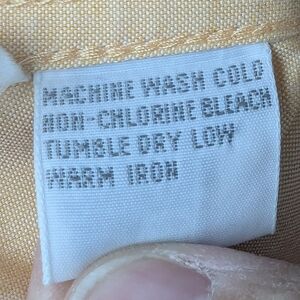 MACHINE WASH COLD
NON-CHLORINE BLEACH
TUMBLE DRY LOW
WARM IRON